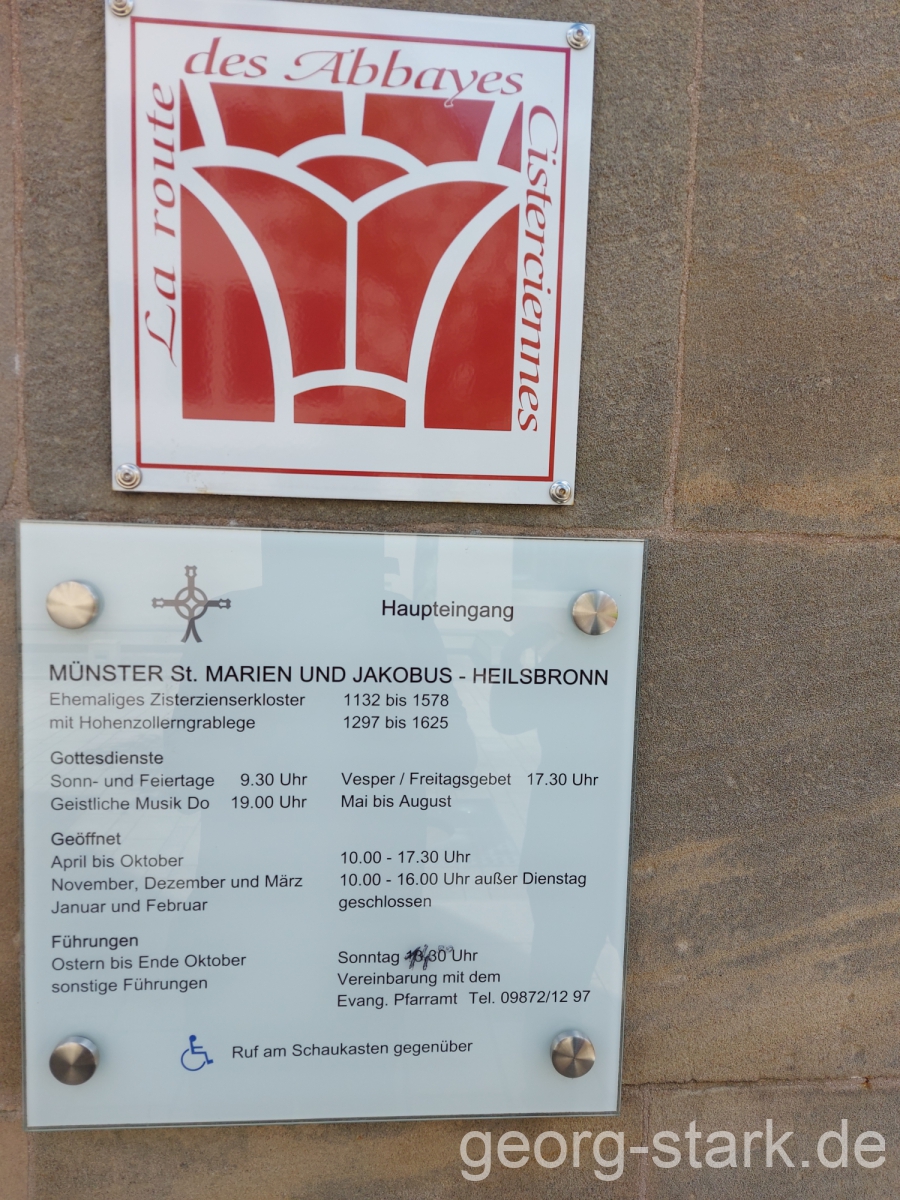 La route
des Abbayes
Cisterciennes
Haupteingang
MÜNSTER St. MARIEN UND JAKOBUS - HEILSBRONN
Ehemaliges Zisterzienserkloster 1132 bis 1578
mit Hohenzollerngrablege 1297 bis 1625
Gottesdienste
Sonn- und Feiertage 9.30 Uhr Vesper / Freitagsgebet 17.30 Uhr
Geistliche Musik Do 19.00 Uhr Mai bis August
Geöffnet
April bis Oktober 10.00 - 17.30 Uhr
November, Dezember und März 10.00 - 16.00 Uhr außer Dienstag
Januar und Februar geschlossen
Führungen
Ostern bis Ende Oktober Sonntag Uhr
sonstige Führungen Vereinbarung mit dem
Evang. Pfarramt Tel. 09872/12 97
Ruf am Schaukasten gegenüber
georg-stark.de